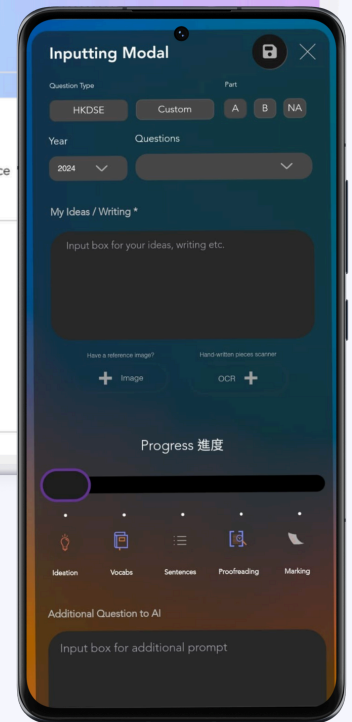 Inputting Modal
Question Type
Part
HKDSE
Custom
A
B
NA
Year
Questions
2024
ce
My Ideas / Writing *
Input box for your ideas, writing etc.
Have a reference image?
Hand-written pieces scanner
Image
OCR
Progress 進度
Ideation
Vocabs
Sentences
Proofreading
Marking
Additional Question to AI
Input box for additional prompt